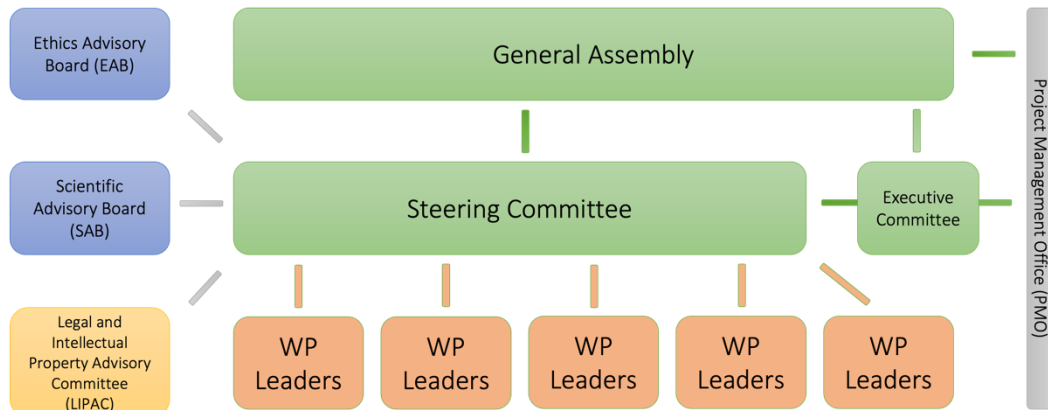 Ethics Advisory
Board (EAB)
General Assembly
Scientific
Advisory Board
(SAB)
Steering Committee
Executive
Committee
Project Management Office (PMO)
Legal and
Intellectual
Property Advisory
Committee
(LIPAC)
WP
Leaders
WP
Leaders
WP
Leaders
WP
Leaders
WP
Leaders